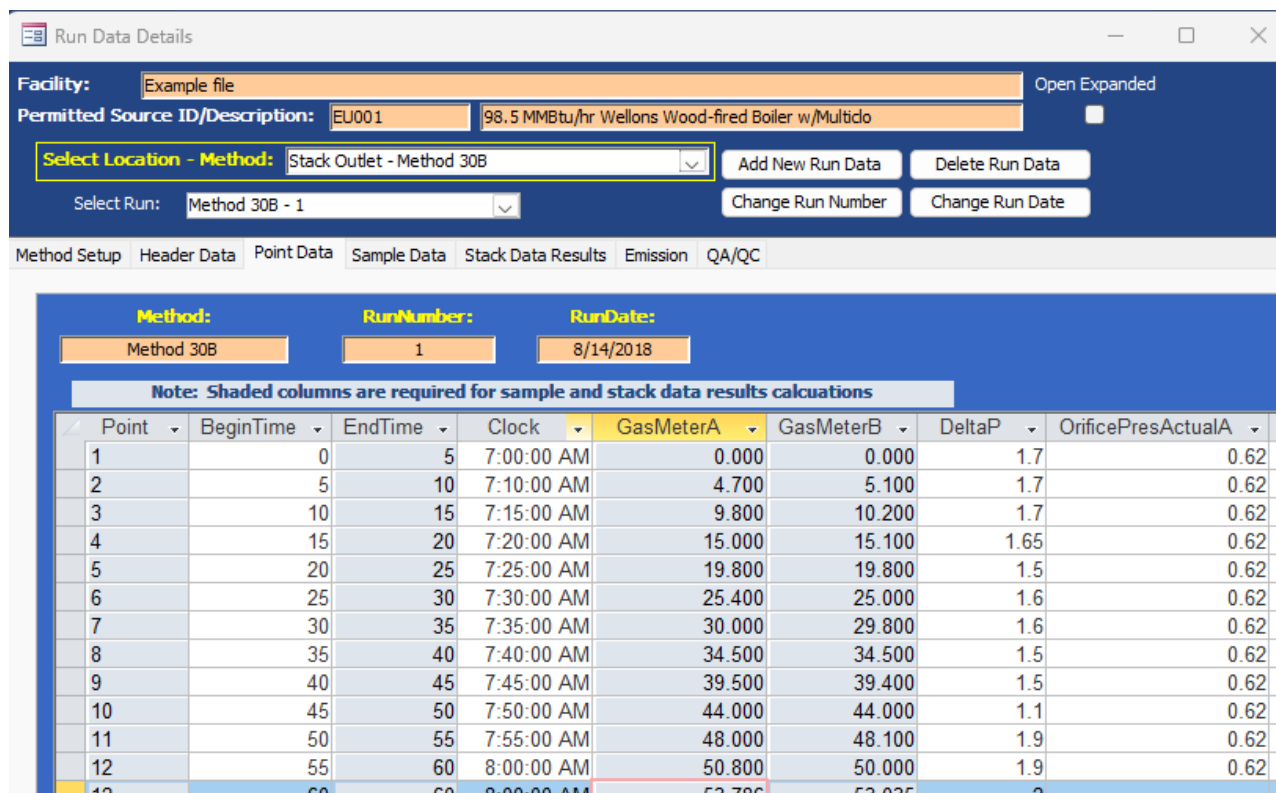 Run Data Details
Facility: Example file Open Expanded
Permitted Source ID/Description: EU001 98.5 MMBtu/hr Wellons Wood-fired Boiler w/Multiclo
Select Location - Method: Stack Outlet - Method 30B Add New Run Data Delete Run Data
Select Run: Method 30B - 1 Change Run Number Change Run Date
Method Setup Header Data Point Data Sample Data Stack Data Results Emission QA/QC
Method: RunNumber: RunDate:
Method 30B 1 8/14/2018
Note: Shaded columns are required for sample and stack data results calcuations
Point BeginTime EndTime Clock GasMeterA GasMeterB DeltaP OrificePresActualA
1 0 5 7:00:00 AM 0.000 0.000 1.7 0.62
2 5 10 7:10:00 AM 4.700 5.100 1.7 0.62
3 10 15 7:15:00 AM 9.800 10.200 1.7 0.62
4 15 20 7:20:00 AM 15.000 15.100 1.65 0.62
5 20 25 7:25:00 AM 19.800 19.800 1.5 0.62
6 25 30 7:30:00 AM 25.400 25.000 1.6 0.62
7 30 35 7:35:00 AM 30.000 29.800 1.6 0.62
8 35 40 7:40:00 AM 34.500 34.500 1.5 0.62
9 40 45 7:45:00 AM 39.500 39.400 1.5 0.62
10 45 50 7:50:00 AM 44.000 44.000 1.1 0.62
11 50 55 7:55:00 AM 48.000 48.100 1.9 0.62
12 55 60 8:00:00 AM 50.800 50.000 1.9 0.62